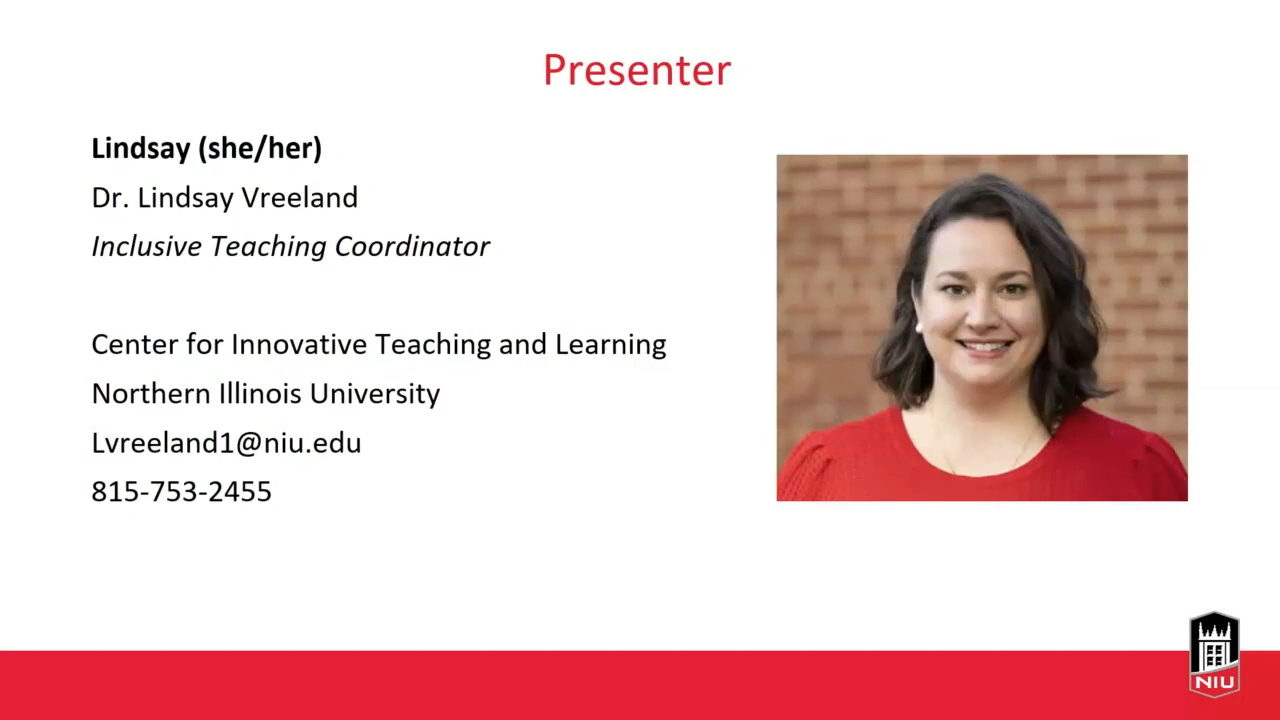 Presenter
Lindsay (she/her)
Dr. Lindsay Vreeland
Inclusive Teaching Coordinator
Center for Innovative Teaching and Learning
Northern Illinois University
Lvreeland1@niu.edu
815-753-2455
NIU